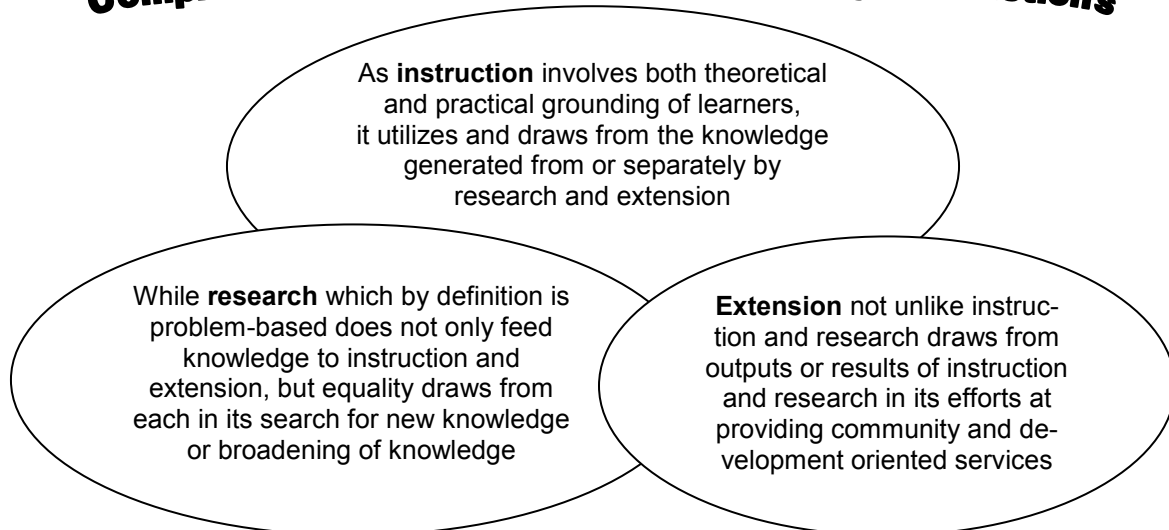 As instruction involves both theoretical
and practical grounding of learners,
it utilizes and draws from the knowledge
generated from or separately by
research and extension
While research which by definition is
problem-based does not only feed
knowledge to instruction and
extension, but equality draws from
each in its search for new knowledge
or broadening of knowledge
Extension not unlike instruc-
tion and research draws from
outputs or results of instruction
and research in its efforts at
providing community and de-
velopment oriented services